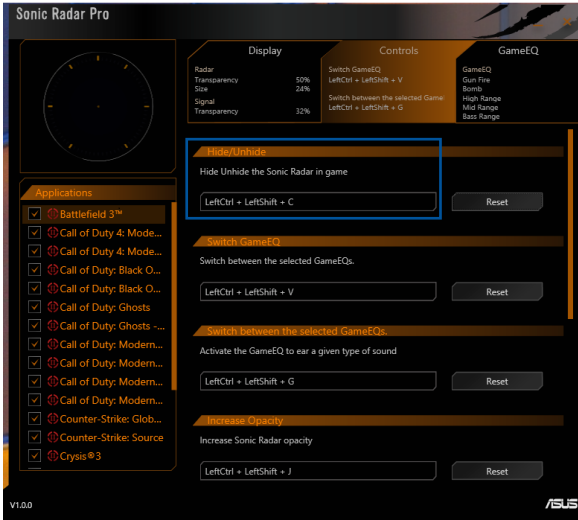 Sonic Radar Pro
Display
Radar
Transparency 50%
Size 24%
Signal
Transparency 32%
Controls
Switch GameEQ
LeftCtrl + LeftShift + V
Switch between the selected Game
LeftCtrl + LeftShift + G
GameEQ
GameEQ
Gun Fire
Bomb
High Range
Mid Range
Bass Range
Applications
Battlefield 3™
Call of Duty 4: Mode...
Call of Duty 4: Mode...
Call of Duty: Black O...
Call of Duty: Black O...
Call of Duty: Ghosts
Call of Duty: Ghosts -...
Call of Duty: Modern...
Call of Duty: Modern...
Call of Duty: Modern...
Call of Duty: Modern...
Counter-Strike: Glob...
Counter-Strike: Source
Crysis®3
Hide/Unhide
Hide Unhide the Sonic Radar in game
LeftCtrl + LeftShift + C Reset
Switch GameEQ
Switch between the selected GameEQs.
LeftCtrl + LeftShift + V Reset
Switch between the selected GameEQs.
Activate the GameEQ to ear a given type of sound
LeftCtrl + LeftShift + G Reset
Increase Opacity
Increase Sonic Radar opacity
LeftCtrl + LeftShift + J Reset
V1.0.0
ASUS